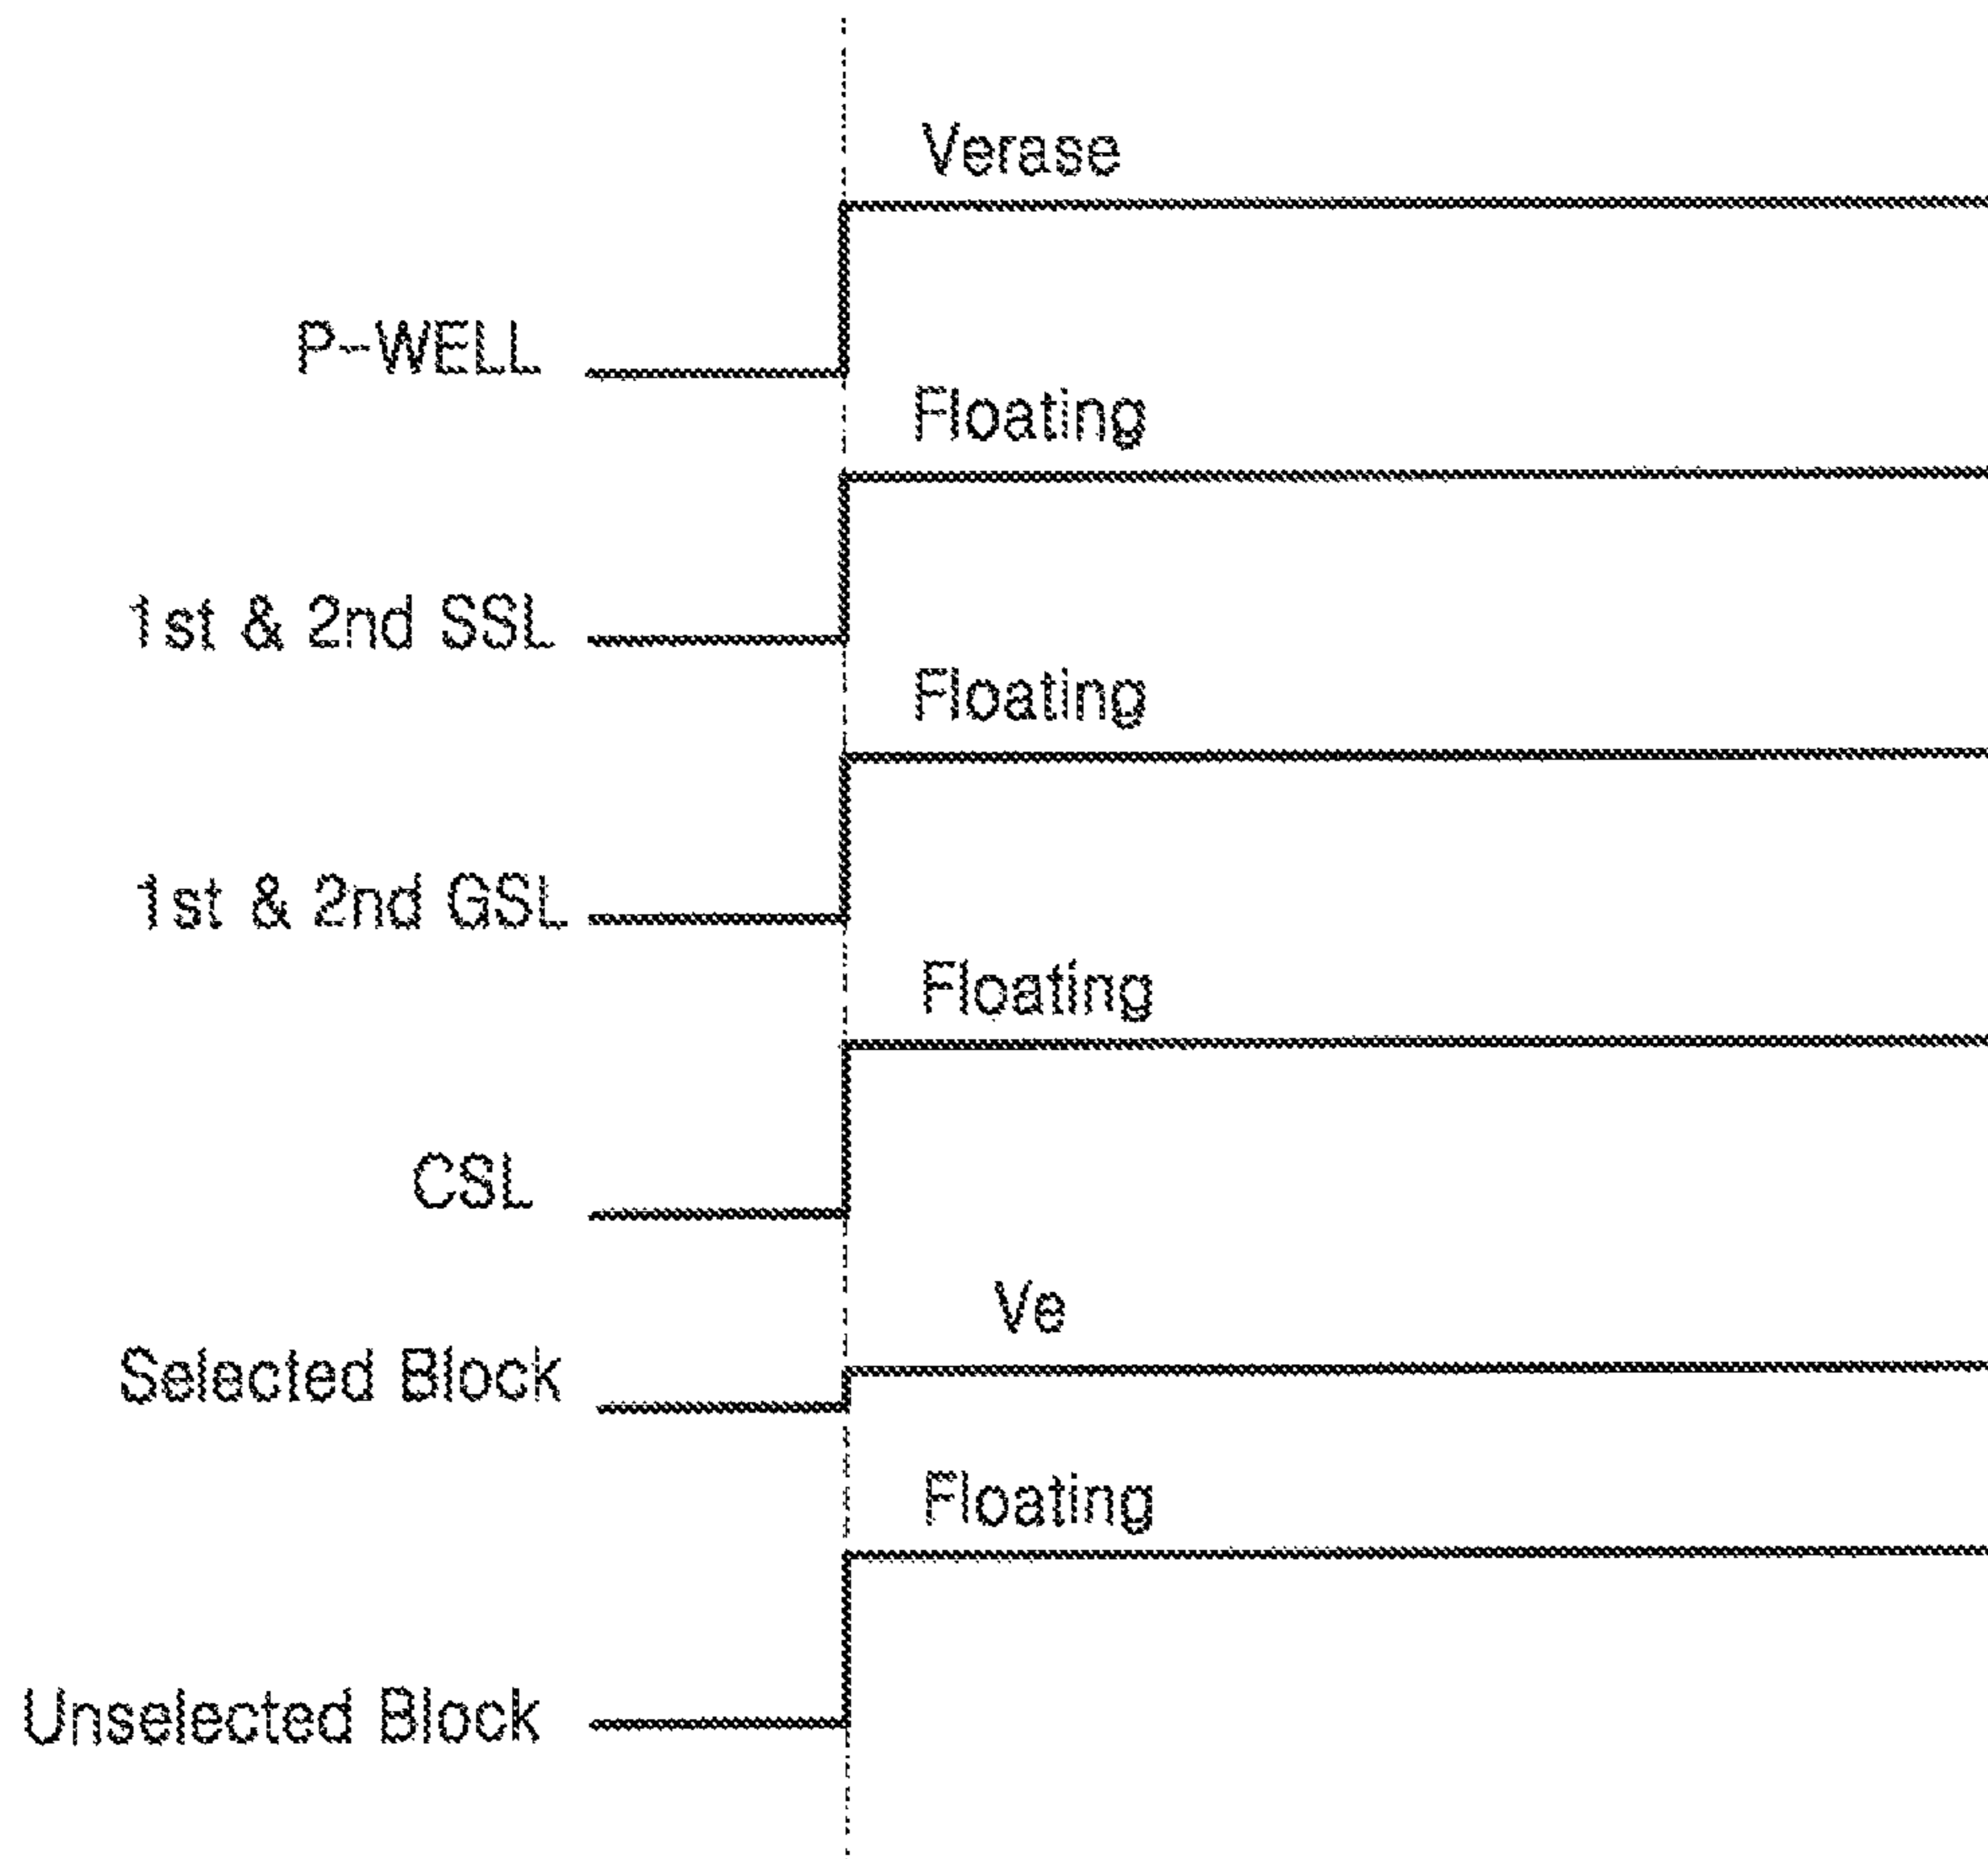 Verase
P-WELL
Floating
1st & 2nd SSL
Floating
1st & 2nd GSL
Floating
CSL
Ve
Selected Block
Floating
Unselected Block